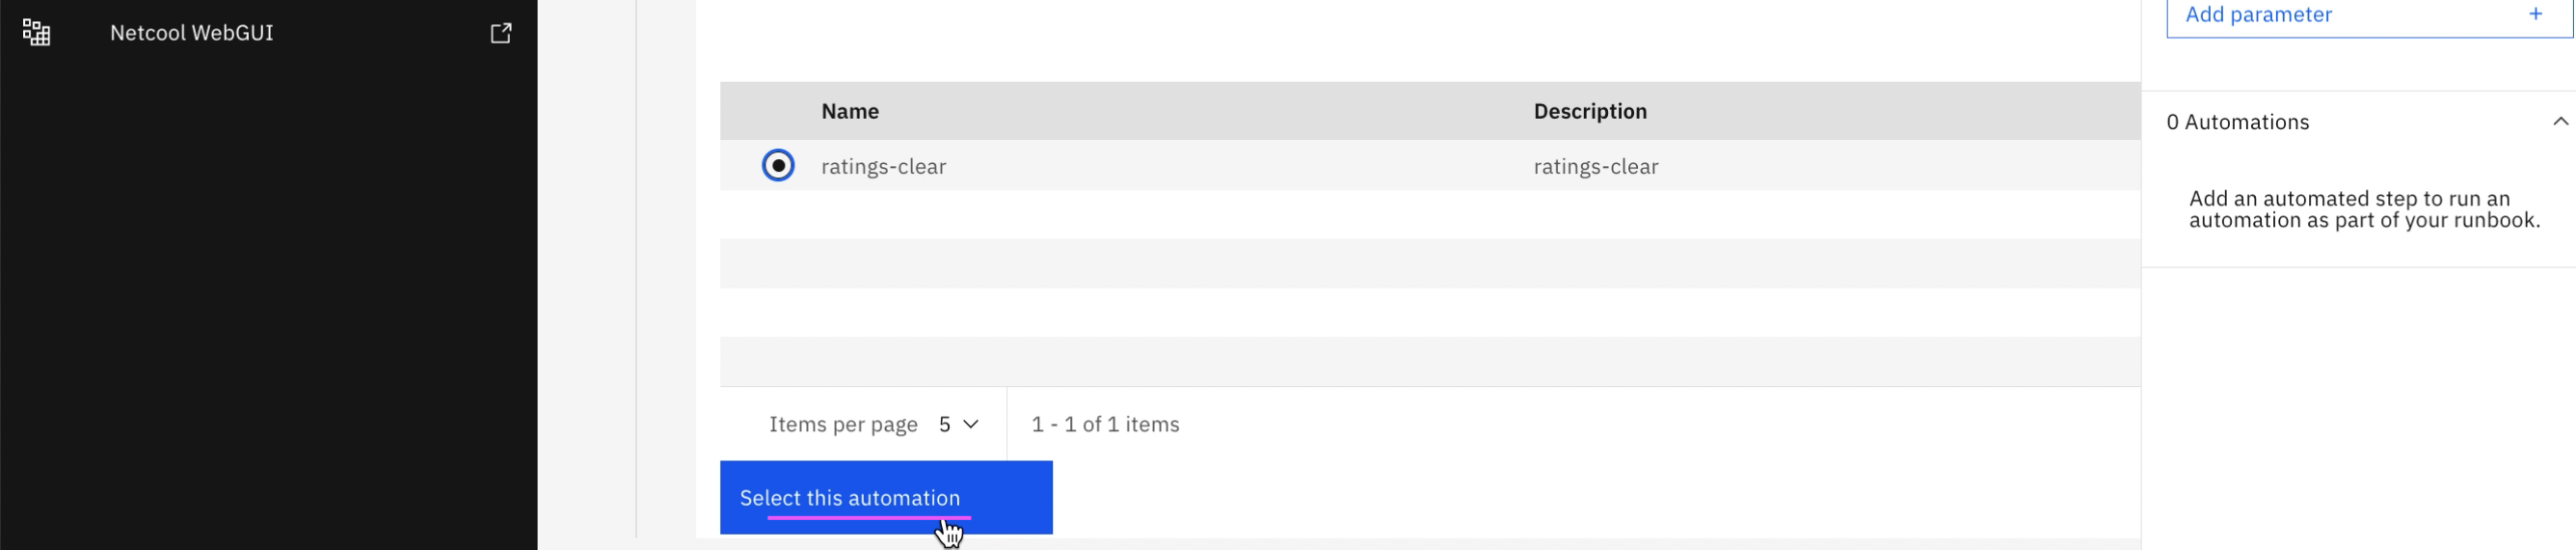 Netcool WebGUI
Add parameter +
Name Description
ratings-clear ratings-clear
0 Automations
Add an automated step to run an
automation as part of your runbook.
Items per page 5 1 - 1 of 1 items
Select this automation